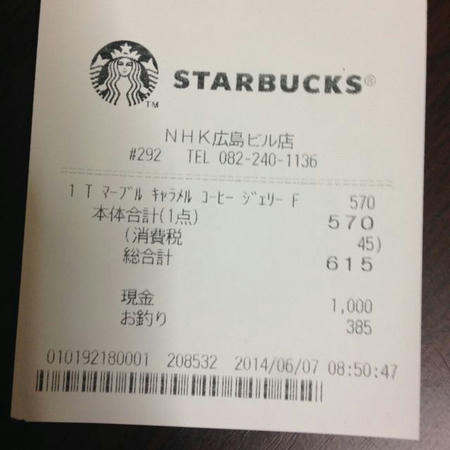 STARBUCKS®
TM
NHK広島ビル店
#292 TEL 082-240-1136
1 T ﾏｰﾌﾞﾙ ｷｬﾗﾒﾙ ｺｰﾋｰ ｼﾞｪﾘｰ F 570
本体合計(1点) 570
(消費税 45)
総合計 615
現金 1,000
お釣り 385
010192180001 208532 2014/06/07 08:50:47